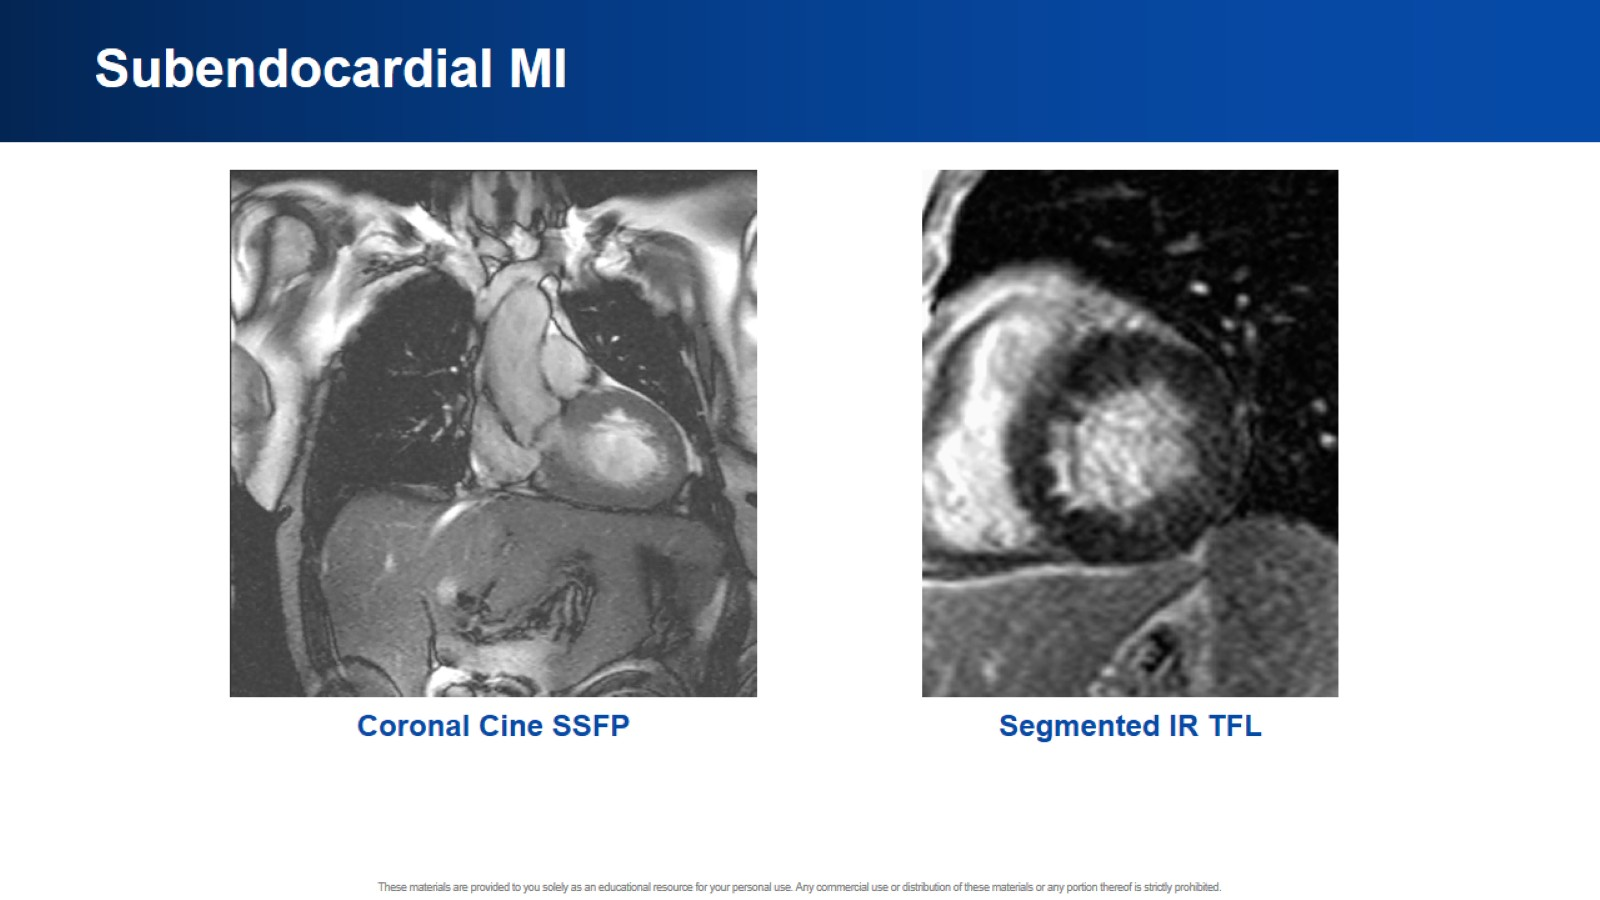 Subendocardial MI
Coronal Cine SSFP
Segmented IR TFL
These materials are provided to you solely as an educational resource for your personal use. Any commercial use or distribution of these materials or any portion thereof is strictly prohibited.